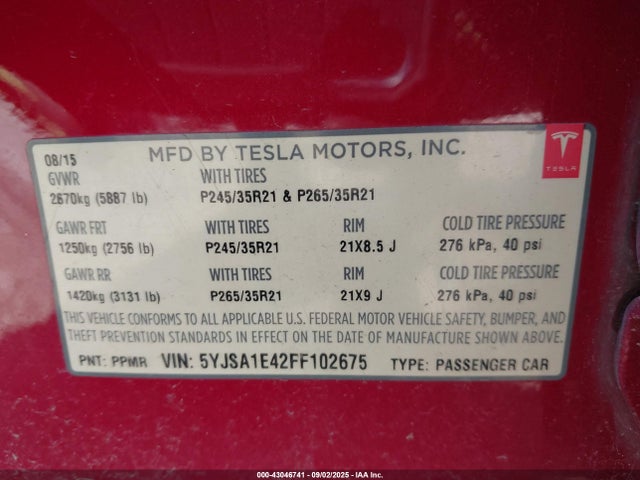 08/15 MFD BY TESLA MOTORS, INC.
TESLA
GVWR WITH TIRES
2670kg (5887 lb) P245/35R21 & P265/35R21
GAWR FRT WITH TIRES RIM COLD TIRE PRESSURE
1250kg (2756 lb) P245/35R21 21X8.5 J 276 kPa, 40 psi
GAWR RR WITH TIRES RIM COLD TIRE PRESSURE
1420kg (3131 lb) P265/35R21 21X9 J 276 kPa, 40 psi
THIS VEHICLE CONFORMS TO ALL APPLICABLE U.S. FEDERAL MOTOR VEHICLE SAFETY, BUMPER, AND
THEFT PREVENTION STANDARDS IN EFFECT ON THE DATE OF MANUFACTURE SHOWN ABOVE.
PNT: PPMR VIN: 5YJSA1E42FF102675 TYPE: PASSENGER CAR
000-43046741 - 09/02/2025 - IAA Inc.